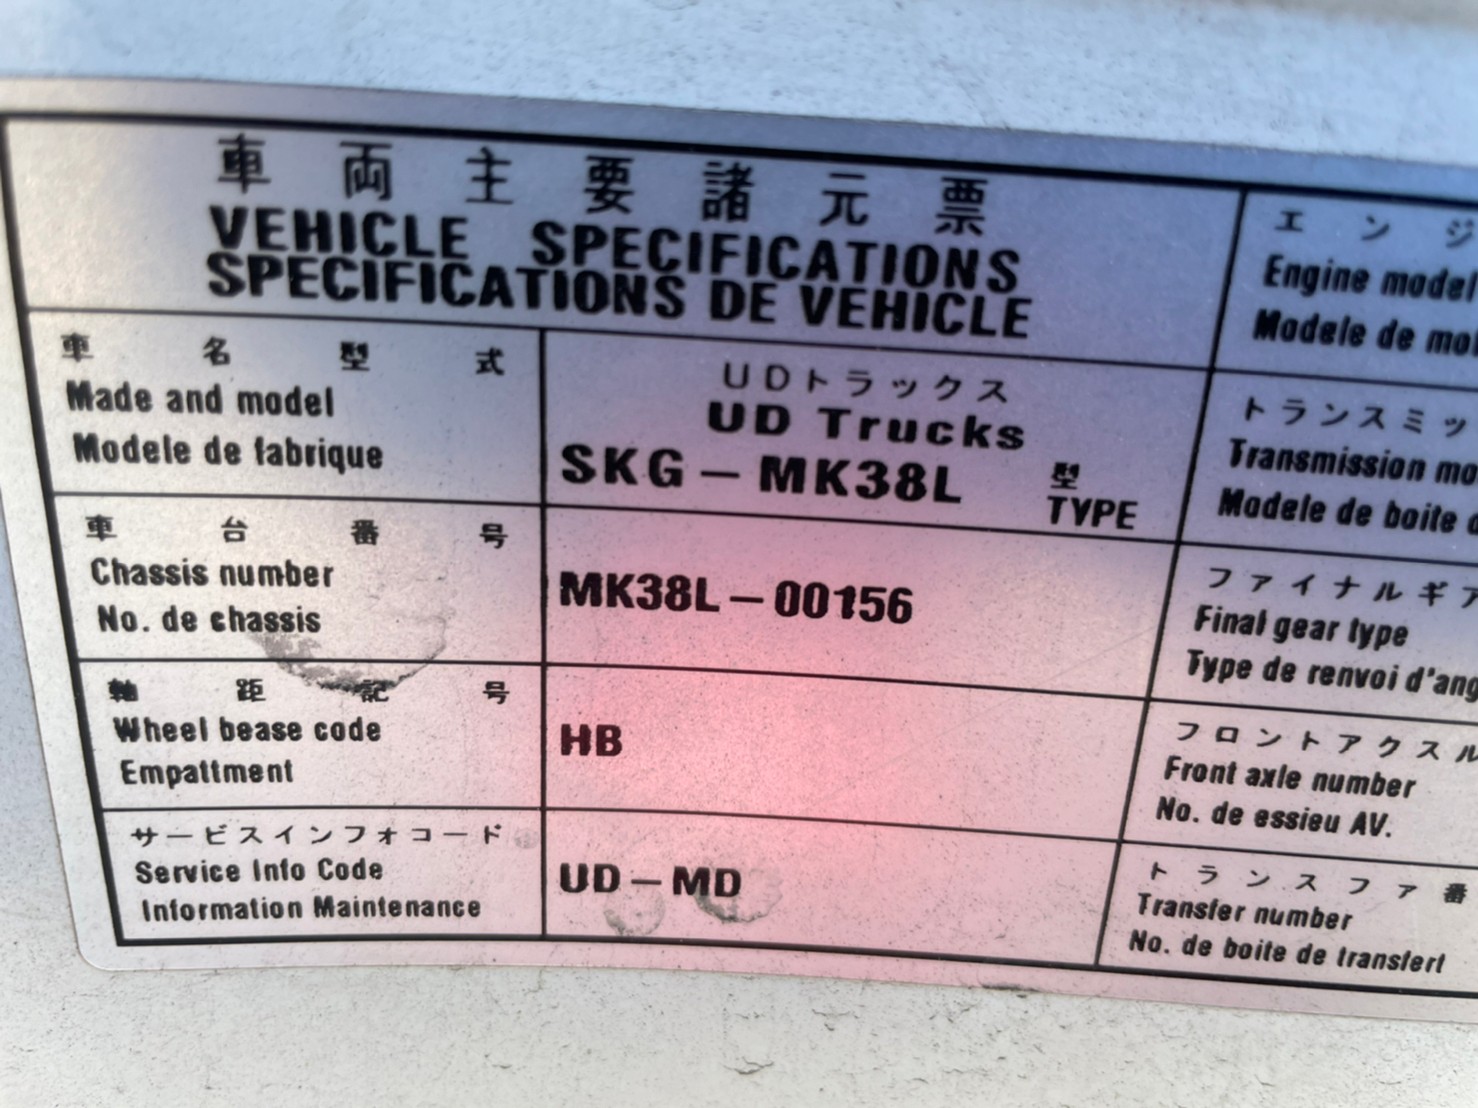 車両主要諸元票
VEHICLE SPECIFICATIONS
SPECIFICATIONS DE VEHICLE
車名型式
Made and model
Modele de fabrique
UDトラックス
UD Trucks
SKG-MK38L 型
TYPE
車台番号
Chassis number
No. de chassis
MK38L-00156
軸距記号
Wheel bease code
Empattment
HB
サービスインフォコード
Service Info Code
Information Maintenance
UD-MD
エンジ
Engine model
Modele de mo
トランスミッ
Transmission mo
Modele de boite d
ファイナルギア
Final gear type
Type de renvoi d'ang
フロントアクスル
Front axle number
No. de essieu AV.
トランスファ番
Transfer number
No. de boite de transfert